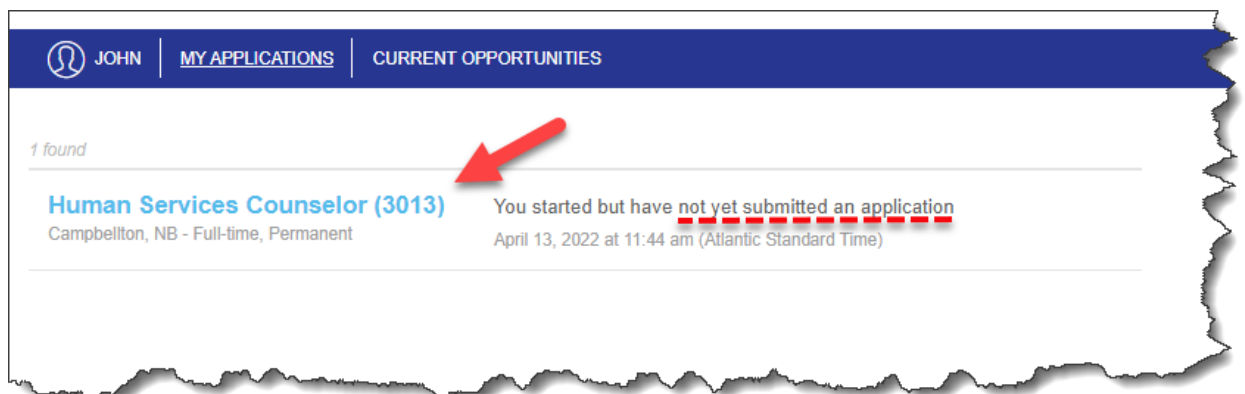 JOHN MY APPLICATIONS CURRENT OPPORTUNITIES
1 found
Human Services Counselor (3013)
Campbellton, NB - Full-time, Permanent
You started but have not yet submitted an application
April 13, 2022 at 11:44 am (Atlantic Standard Time)